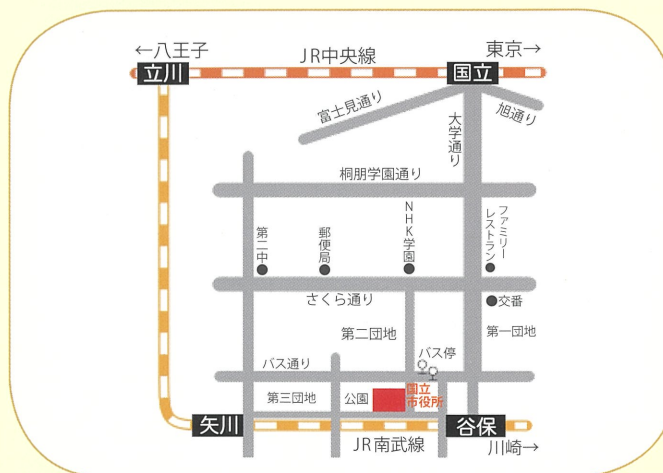 ←八王子
JR中央線
東京→
立川
国立
富士見通り
大学通り
旭通り
桐朋学園通り
第二中
郵便局
NHK学園
ファミリー
レストラン
さくら通り
交番
第二団地
第一団地
バス通り
バス停
第三団地
公園
国立
市役所
矢川
谷保
JR南武線
川崎→